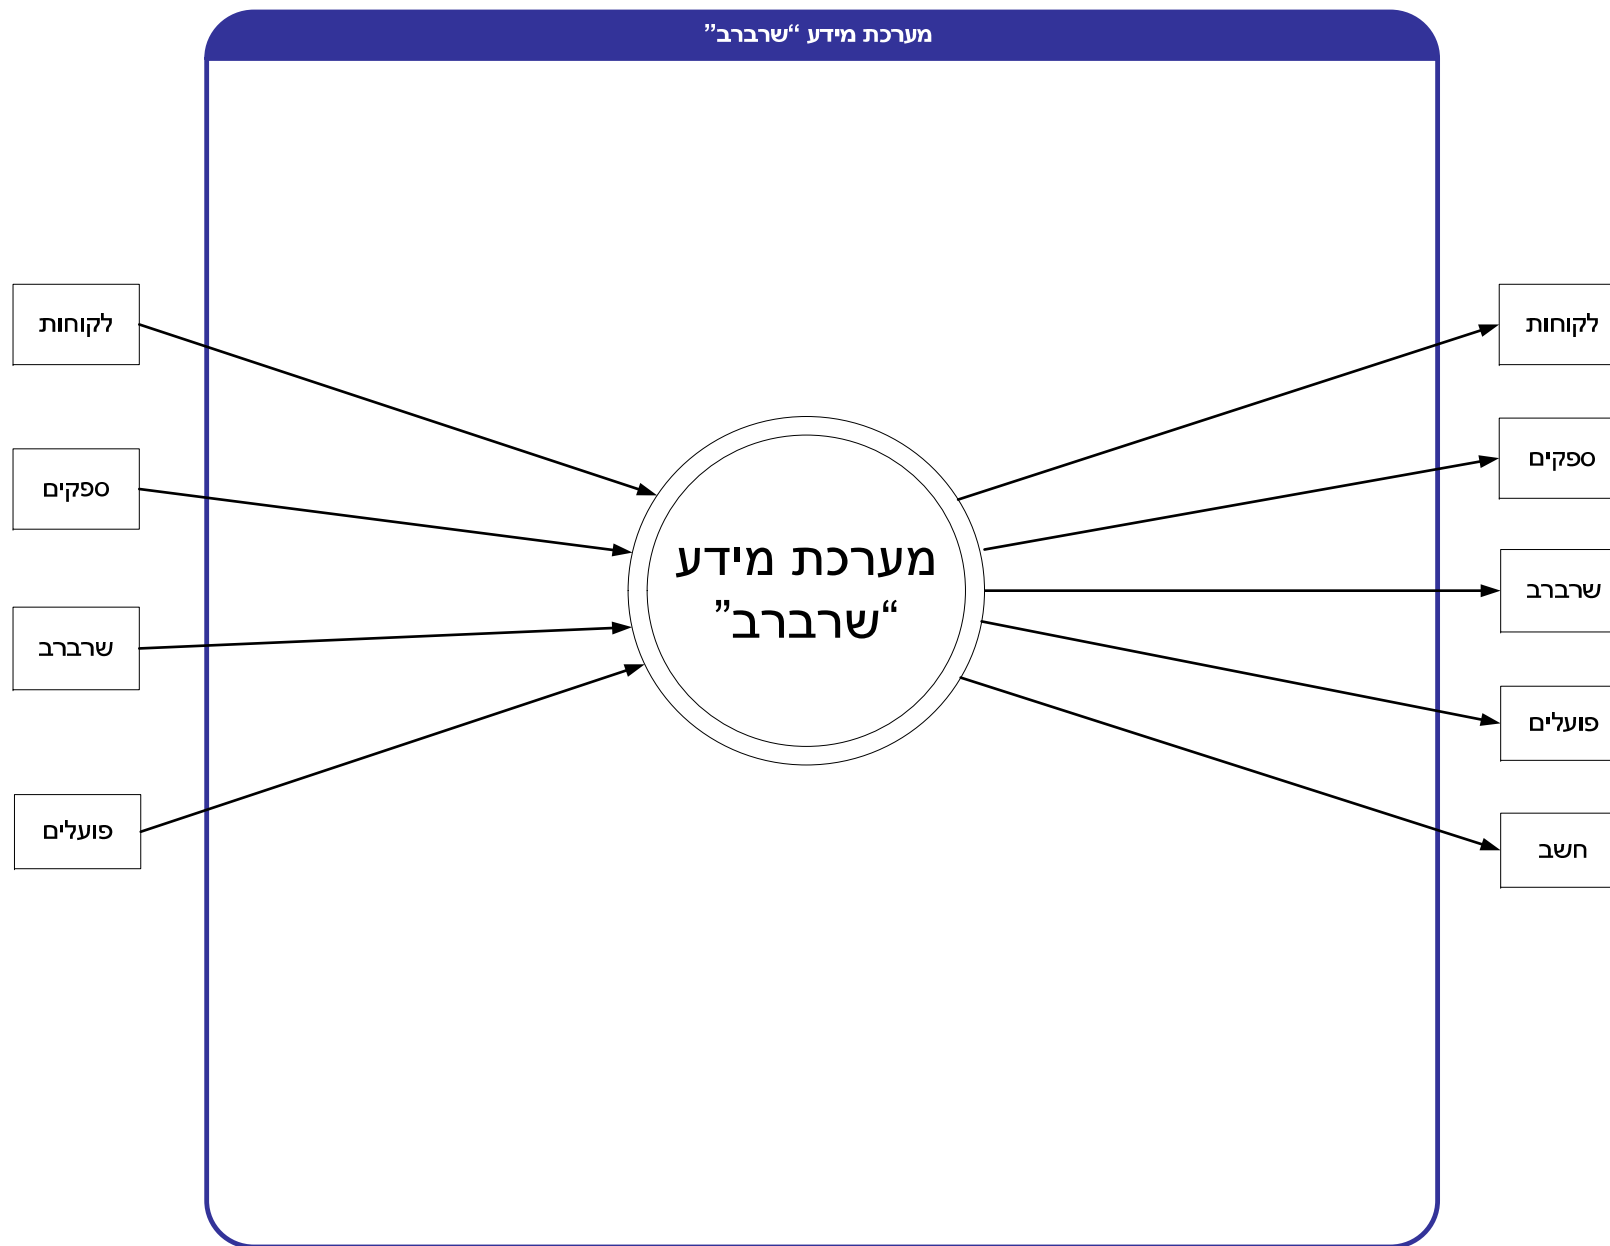 מערכת מידע “שרברב”
לקוחות
ספקים
שרברב
פועלים
מערכת מידע
“שרברב”
לקוחות
ספקים
שרברב
פועלים
חשב